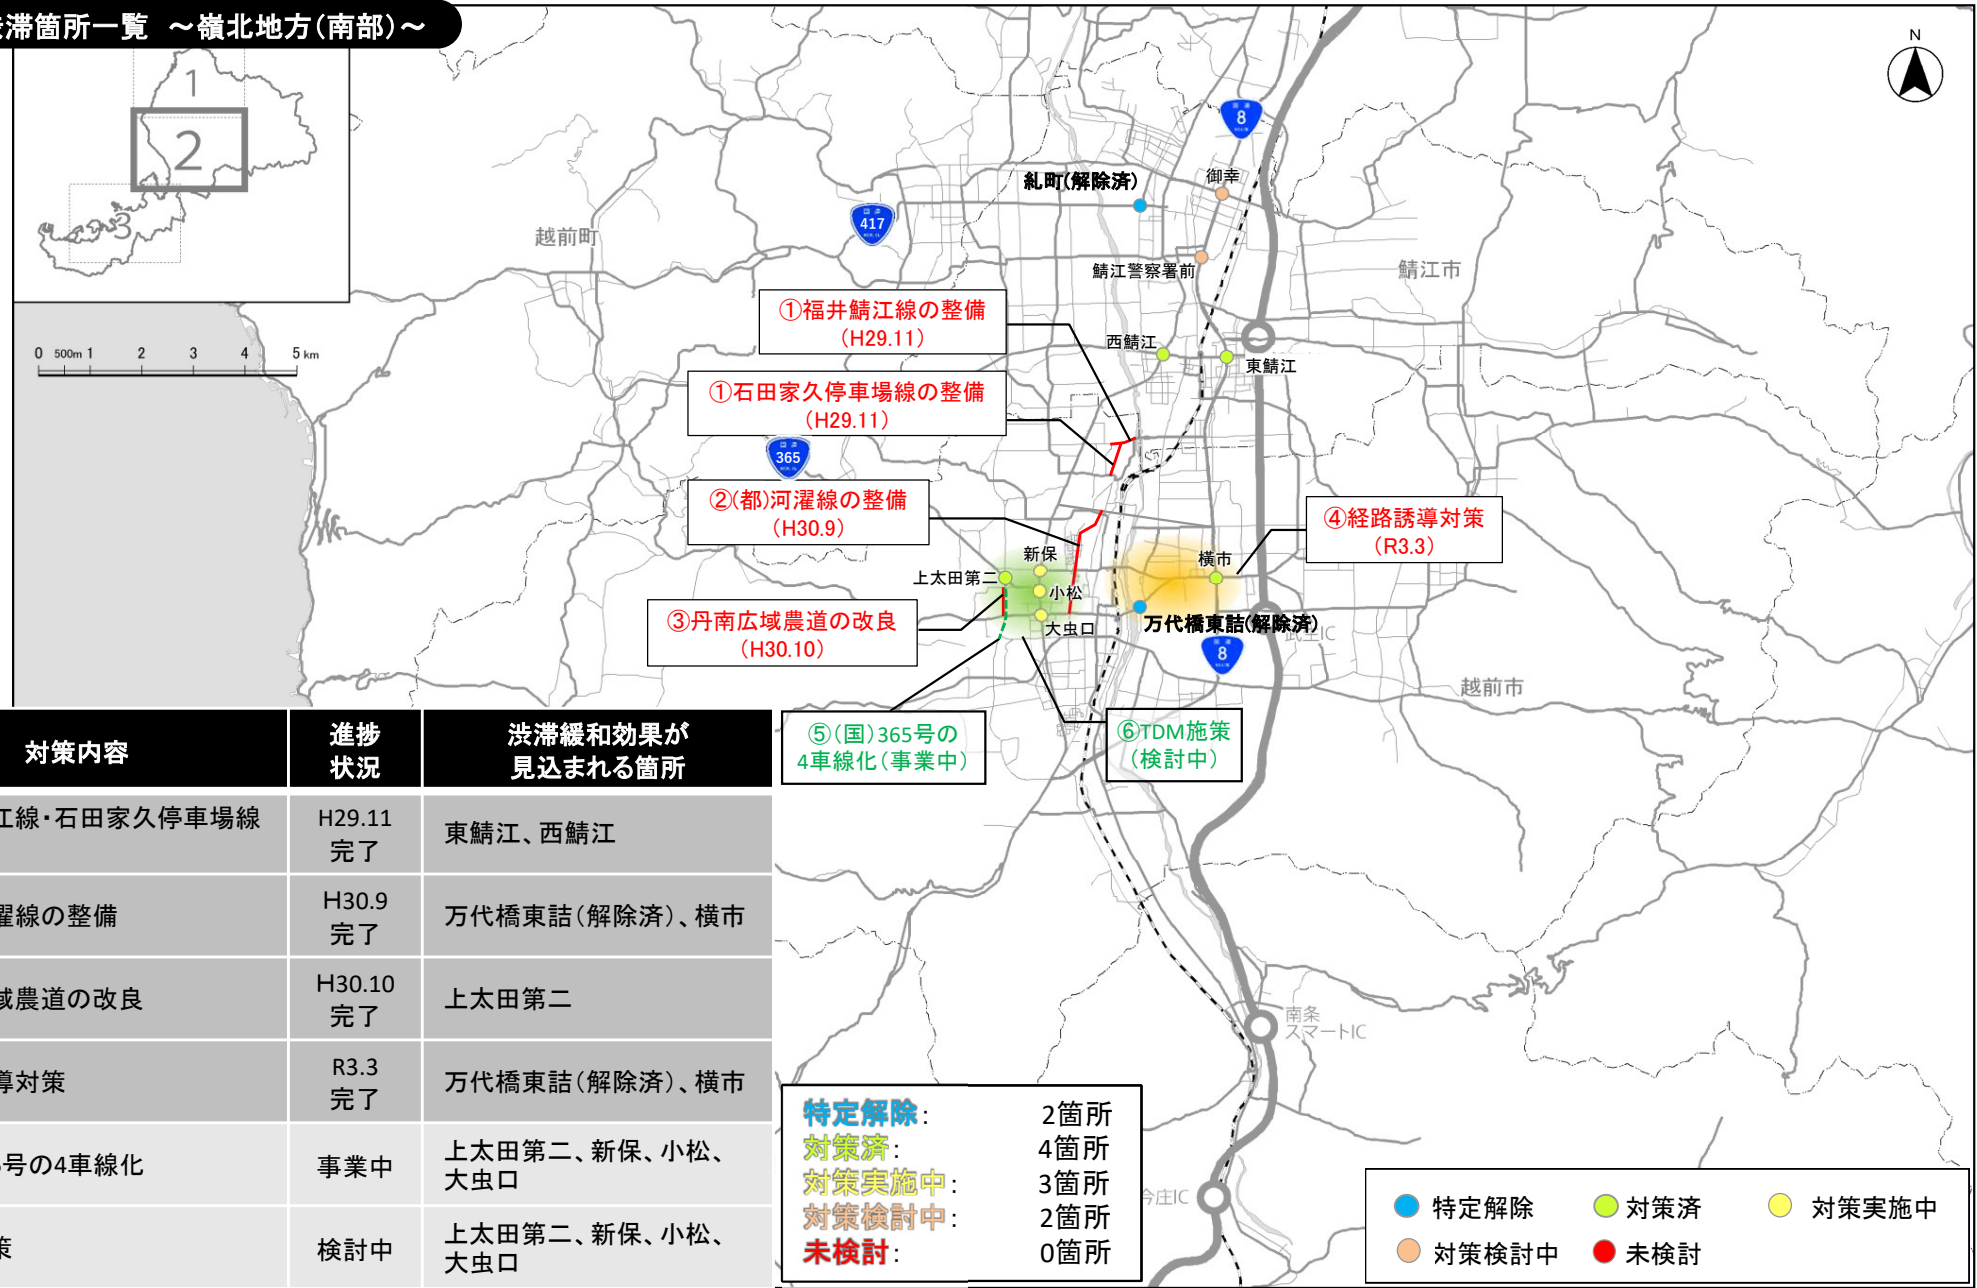 滞箇所一覧 ～嶺北地方(南部)～
1
2
3
N
国道
8
国道
417
越前町
糺町(解除済)
御幸
鯖江警察署前
鯖江市
①福井鯖江線の整備
(H29.11)
西鯖江
東鯖江
0 500m 1 2 3 4 5 km
①石田家久停車場線の整備
(H29.11)
国道
365
②(都)河濯線の整備
(H30.9)
④経路誘導対策
(R3.3)
新保
横市
上太田第二
小松
③丹南広域農道の改良
(H30.10)
大虫口
万代橋東詰(解除済)
武生IC
国道
8
越前市
⑤(国)365号の
4車線化(事業中)
⑥TDM施策
(検討中)
対策内容
進捗
状況
渋滞緩和効果が
見込まれる箇所
江線・石田家久停車場線
H29.11
完了
東鯖江、西鯖江
濯線の整備
H30.9
完了
万代橋東詰(解除済)、横市
域農道の改良
H30.10
完了
上太田第二
導対策
R3.3
完了
万代橋東詰(解除済)、横市
号の4車線化
事業中
上太田第二、新保、小松、
大虫口
策
検討中
上太田第二、新保、小松、
大虫口
南条
スマートIC
今庄IC
特定解除: 2箇所
対策済: 4箇所
対策実施中: 3箇所
対策検討中: 2箇所
未検討: 0箇所
特定解除 対策済 対策実施中
対策検討中 未検討